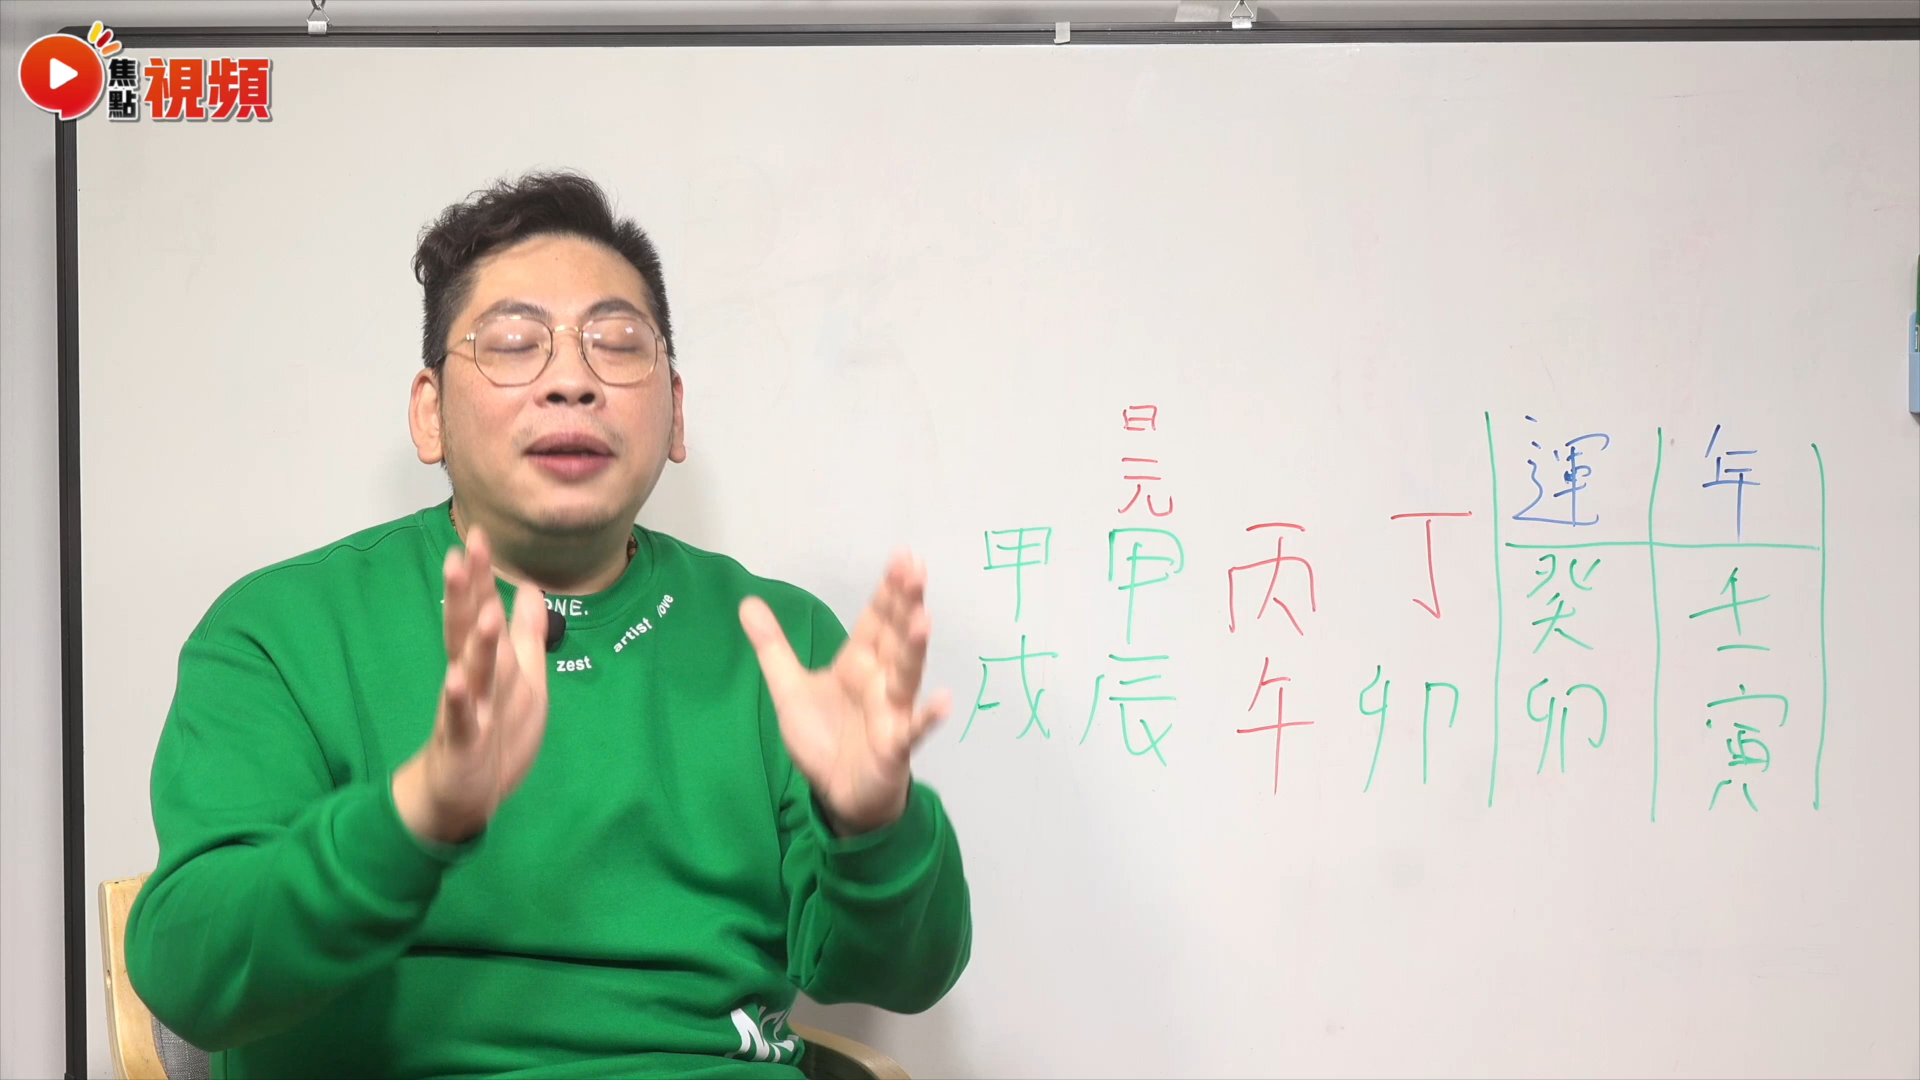 焦點視頻
日元
甲甲丙丁
戌辰午卯
運年
癸壬
卯寅
ONE.
zest
artist
love